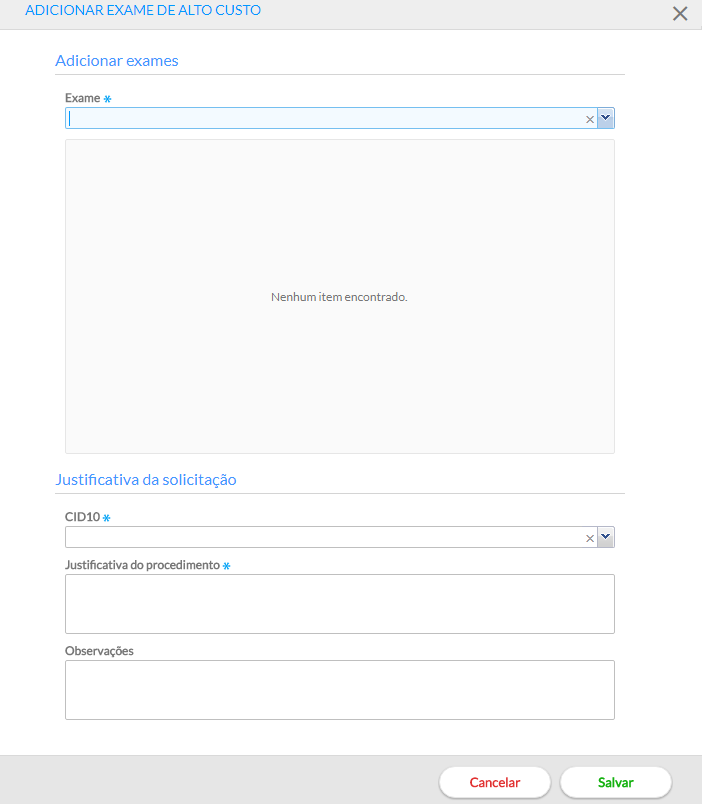 ADICIONAR EXAME DE ALTO CUSTO
Adicionar exames
Exame *
Nenhum item encontrado.
Justificativa da solicitação
CID10 *
Justificativa do procedimento *
Observações
Cancelar
Salvar